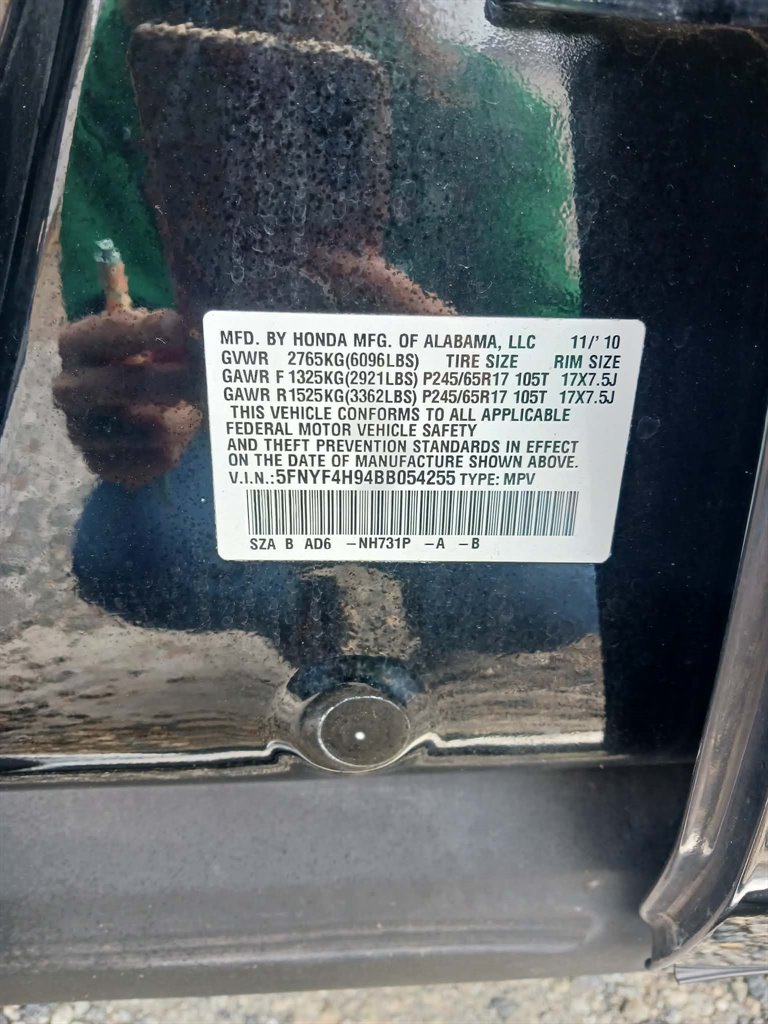 MFD. BY HONDA MFG. OF ALABAMA, LLC 11/'10
GVWR 2765KG(6096LBS) TIRE SIZE RIM SIZE
GAWR F 1325KG(2921LBS) P245/65R17 105T 17X7.5J
GAWR R1525KG(3362LBS) P245/65R17 105T 17X7.5J
THIS VEHICLE CONFORMS TO ALL APPLICABLE
FEDERAL MOTOR VEHICLE SAFETY
AND THEFT PREVENTION STANDARDS IN EFFECT
ON THE DATE OF MANUFACTURE SHOWN ABOVE.
V.I.N.:5FNYF4H94BB054255 TYPE: MPV
SZA B AD6 -NH731P -A -B